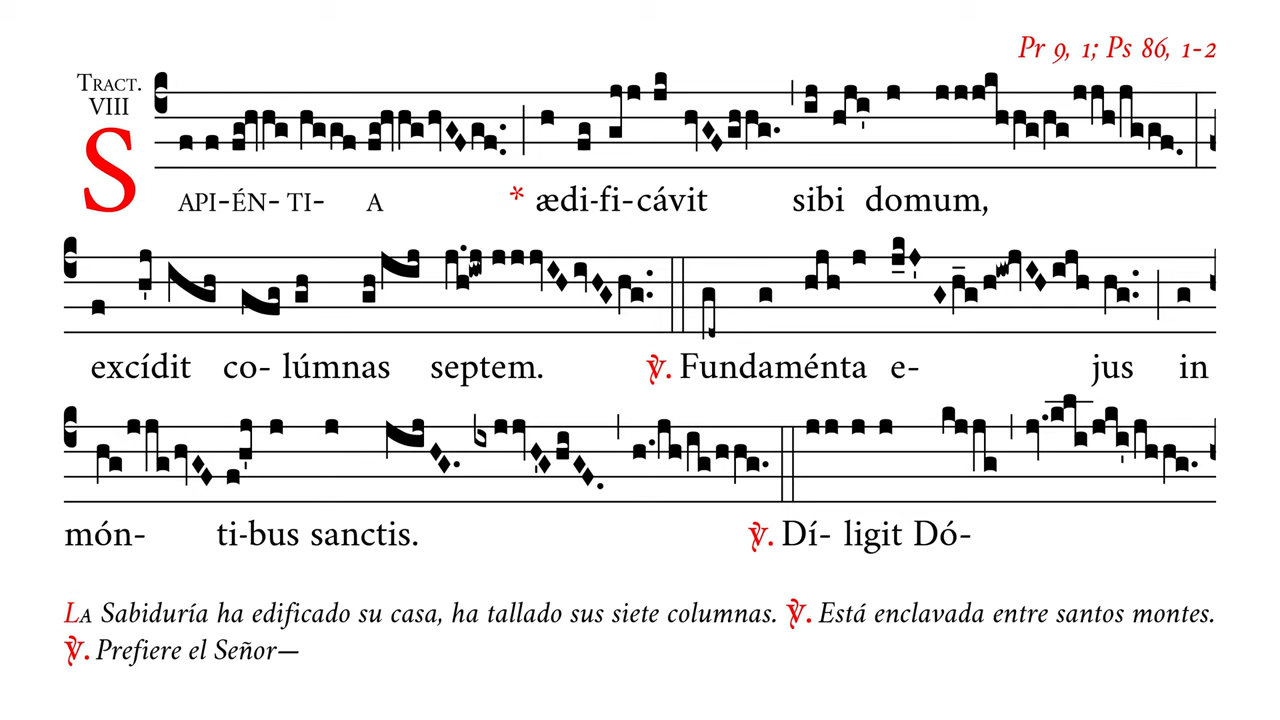 Pr 9, 1; Ps 86, 1-2
Tract.
VIII
SAPI-ÉN- TI- A * ædi-fi-cávit sibi domum,
excídit co- lúmnas septem. ℣. Fundaménta e- jus in
món- ti-bus sanctis. ℣. Dí- ligit Dó-
La Sabiduría ha edificado su casa, ha tallado sus siete columnas. ℣. Está enclavada entre santos montes.
℣. Prefiere el Señor—